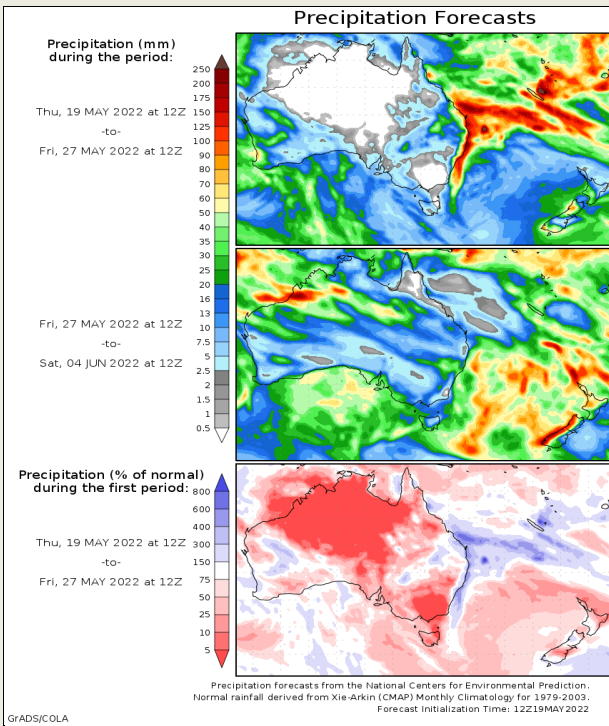 Precipitation Forecasts
Precipitation (mm)
during the period:
Thu, 19 MAY 2022 at 12Z
-to-
Fri, 27 MAY 2022 at 12Z
250
200
175
150
125
100
90
80
70
60
50
40
35
30
25
20
16
13
10
7.5
5
2.5
2
1.5
1
0.5
Fri, 27 MAY 2022 at 12Z
-to-
Sat, 04 JUN 2022 at 12Z
Precipitation (% of normal)
during the first period:
Thu, 19 MAY 2022 at 12Z
-to-
Fri, 27 MAY 2022 at 12Z
800
600
400
300
150
75
50
25
10
5
Precipitation forecasts from the National Centers for Environmental Prediction.
Normal rainfall derived from Xie-Arkin (CMAP) Monthly Climatology for 1979-2003.
Forecast Initialization Time: 12Z19MAY2022
GrADS/COLA